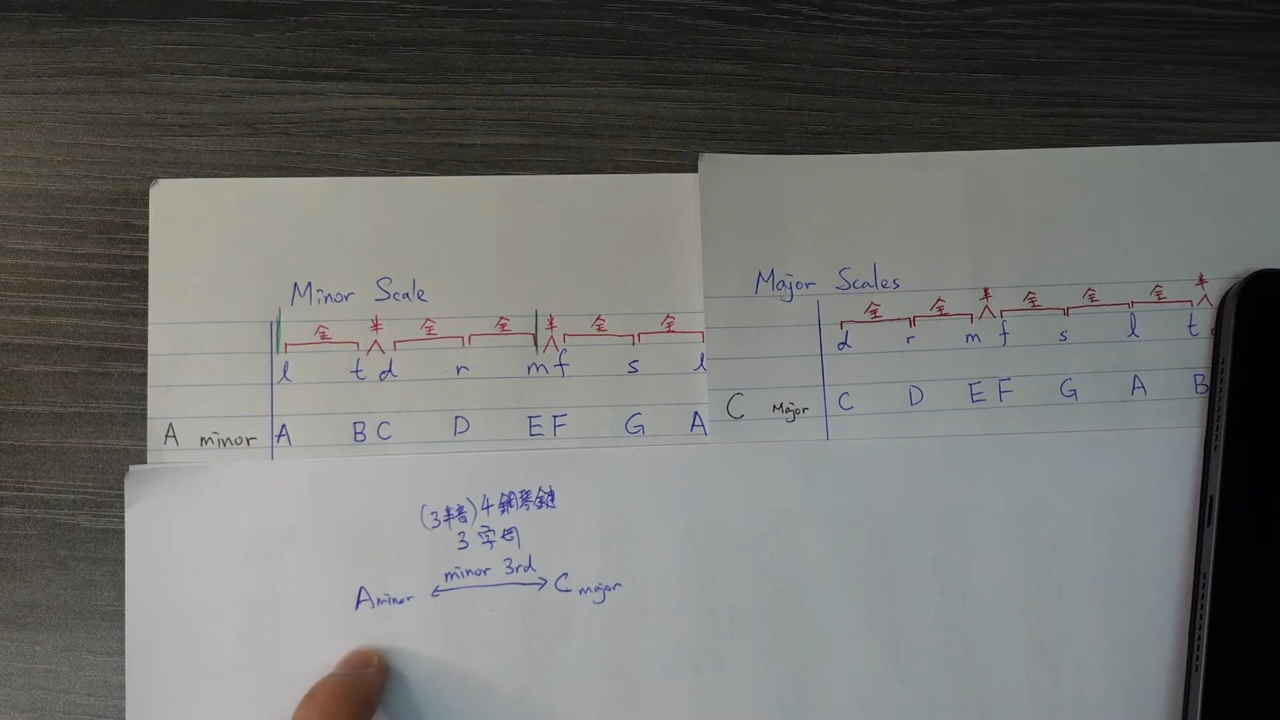 Minor Scale
全 半 全 全 半 全 全
l t d r m f s l
A minor A B C D E F G A
Major Scales
全 全 半 全 全 全 半
d r m f s l t
C Major C D E F G A B
(3半音)4鋼琴鍵
3字母
minor 3rd
A minor ⟷ C major